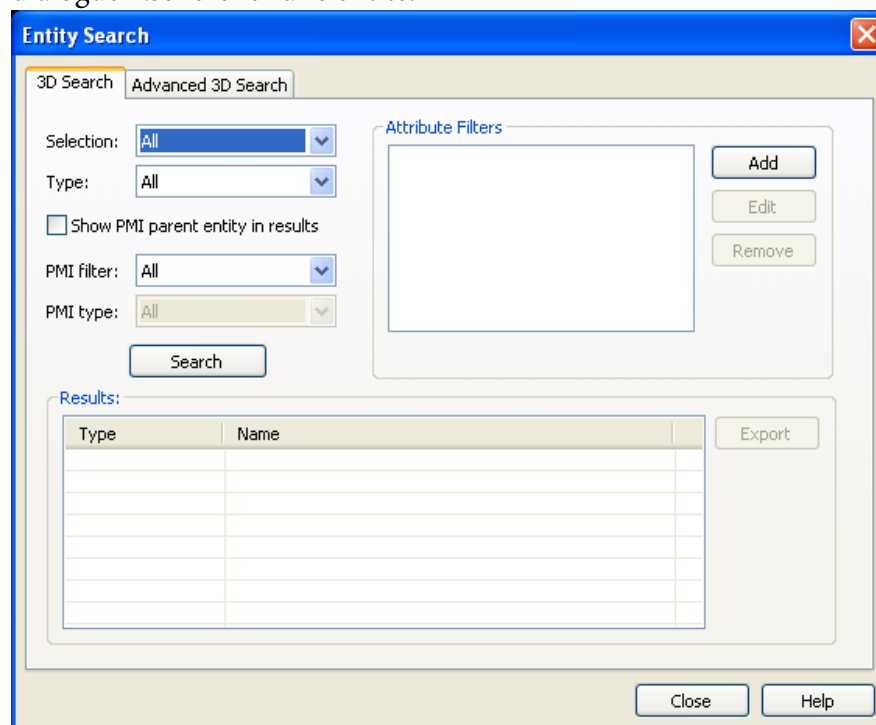 Entity Search
3D Search
Advanced 3D Search
Selection:
All
Type:
All
Show PMI parent entity in results
PMI filter:
All
PMI type:
All
Search
Attribute Filters
Add
Edit
Remove
Results:
Type
Name
Export
Close
Help